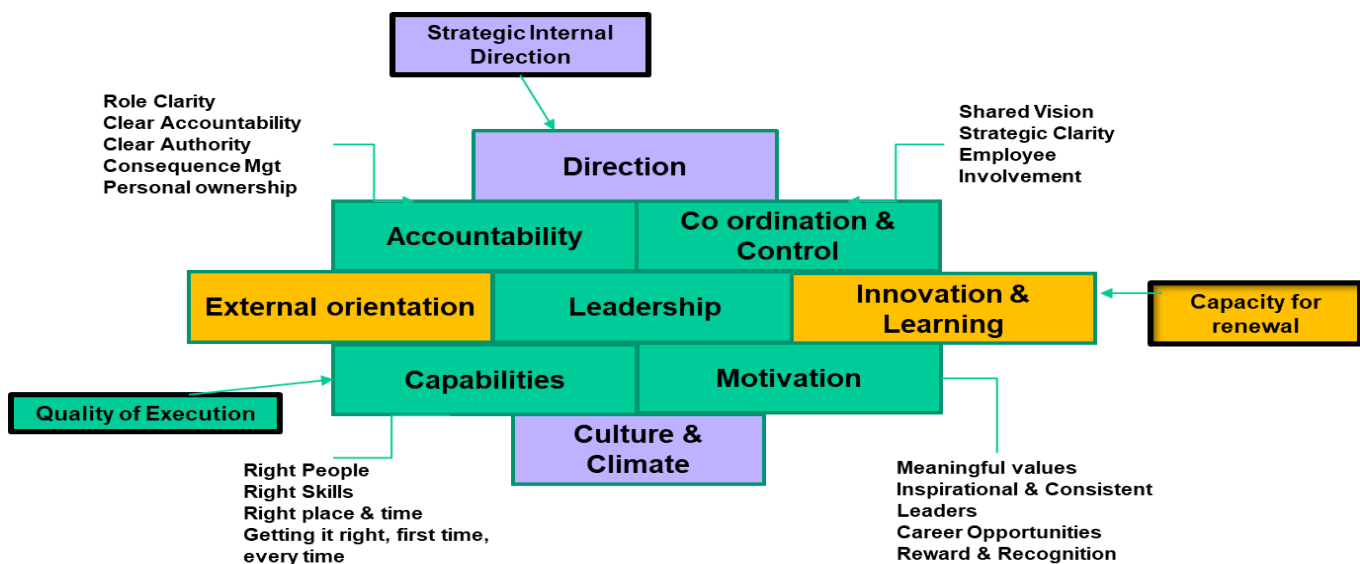 Strategic Internal
Direction
Role Clarity
Clear Accountability
Clear Authority
Consequence Mgt
Personal ownership
Shared Vision
Strategic Clarity
Employee
Involvement
Direction
Accountability
Co ordination &
Control
External orientation
Leadership
Innovation &
Learning
Capacity for
renewal
Capabilities
Motivation
Quality of Execution
Culture &
Climate
Right People
Right Skills
Right place & time
Getting it right, first time,
every time
Meaningful values
Inspirational & Consistent
Leaders
Career Opportunities
Reward & Recognition